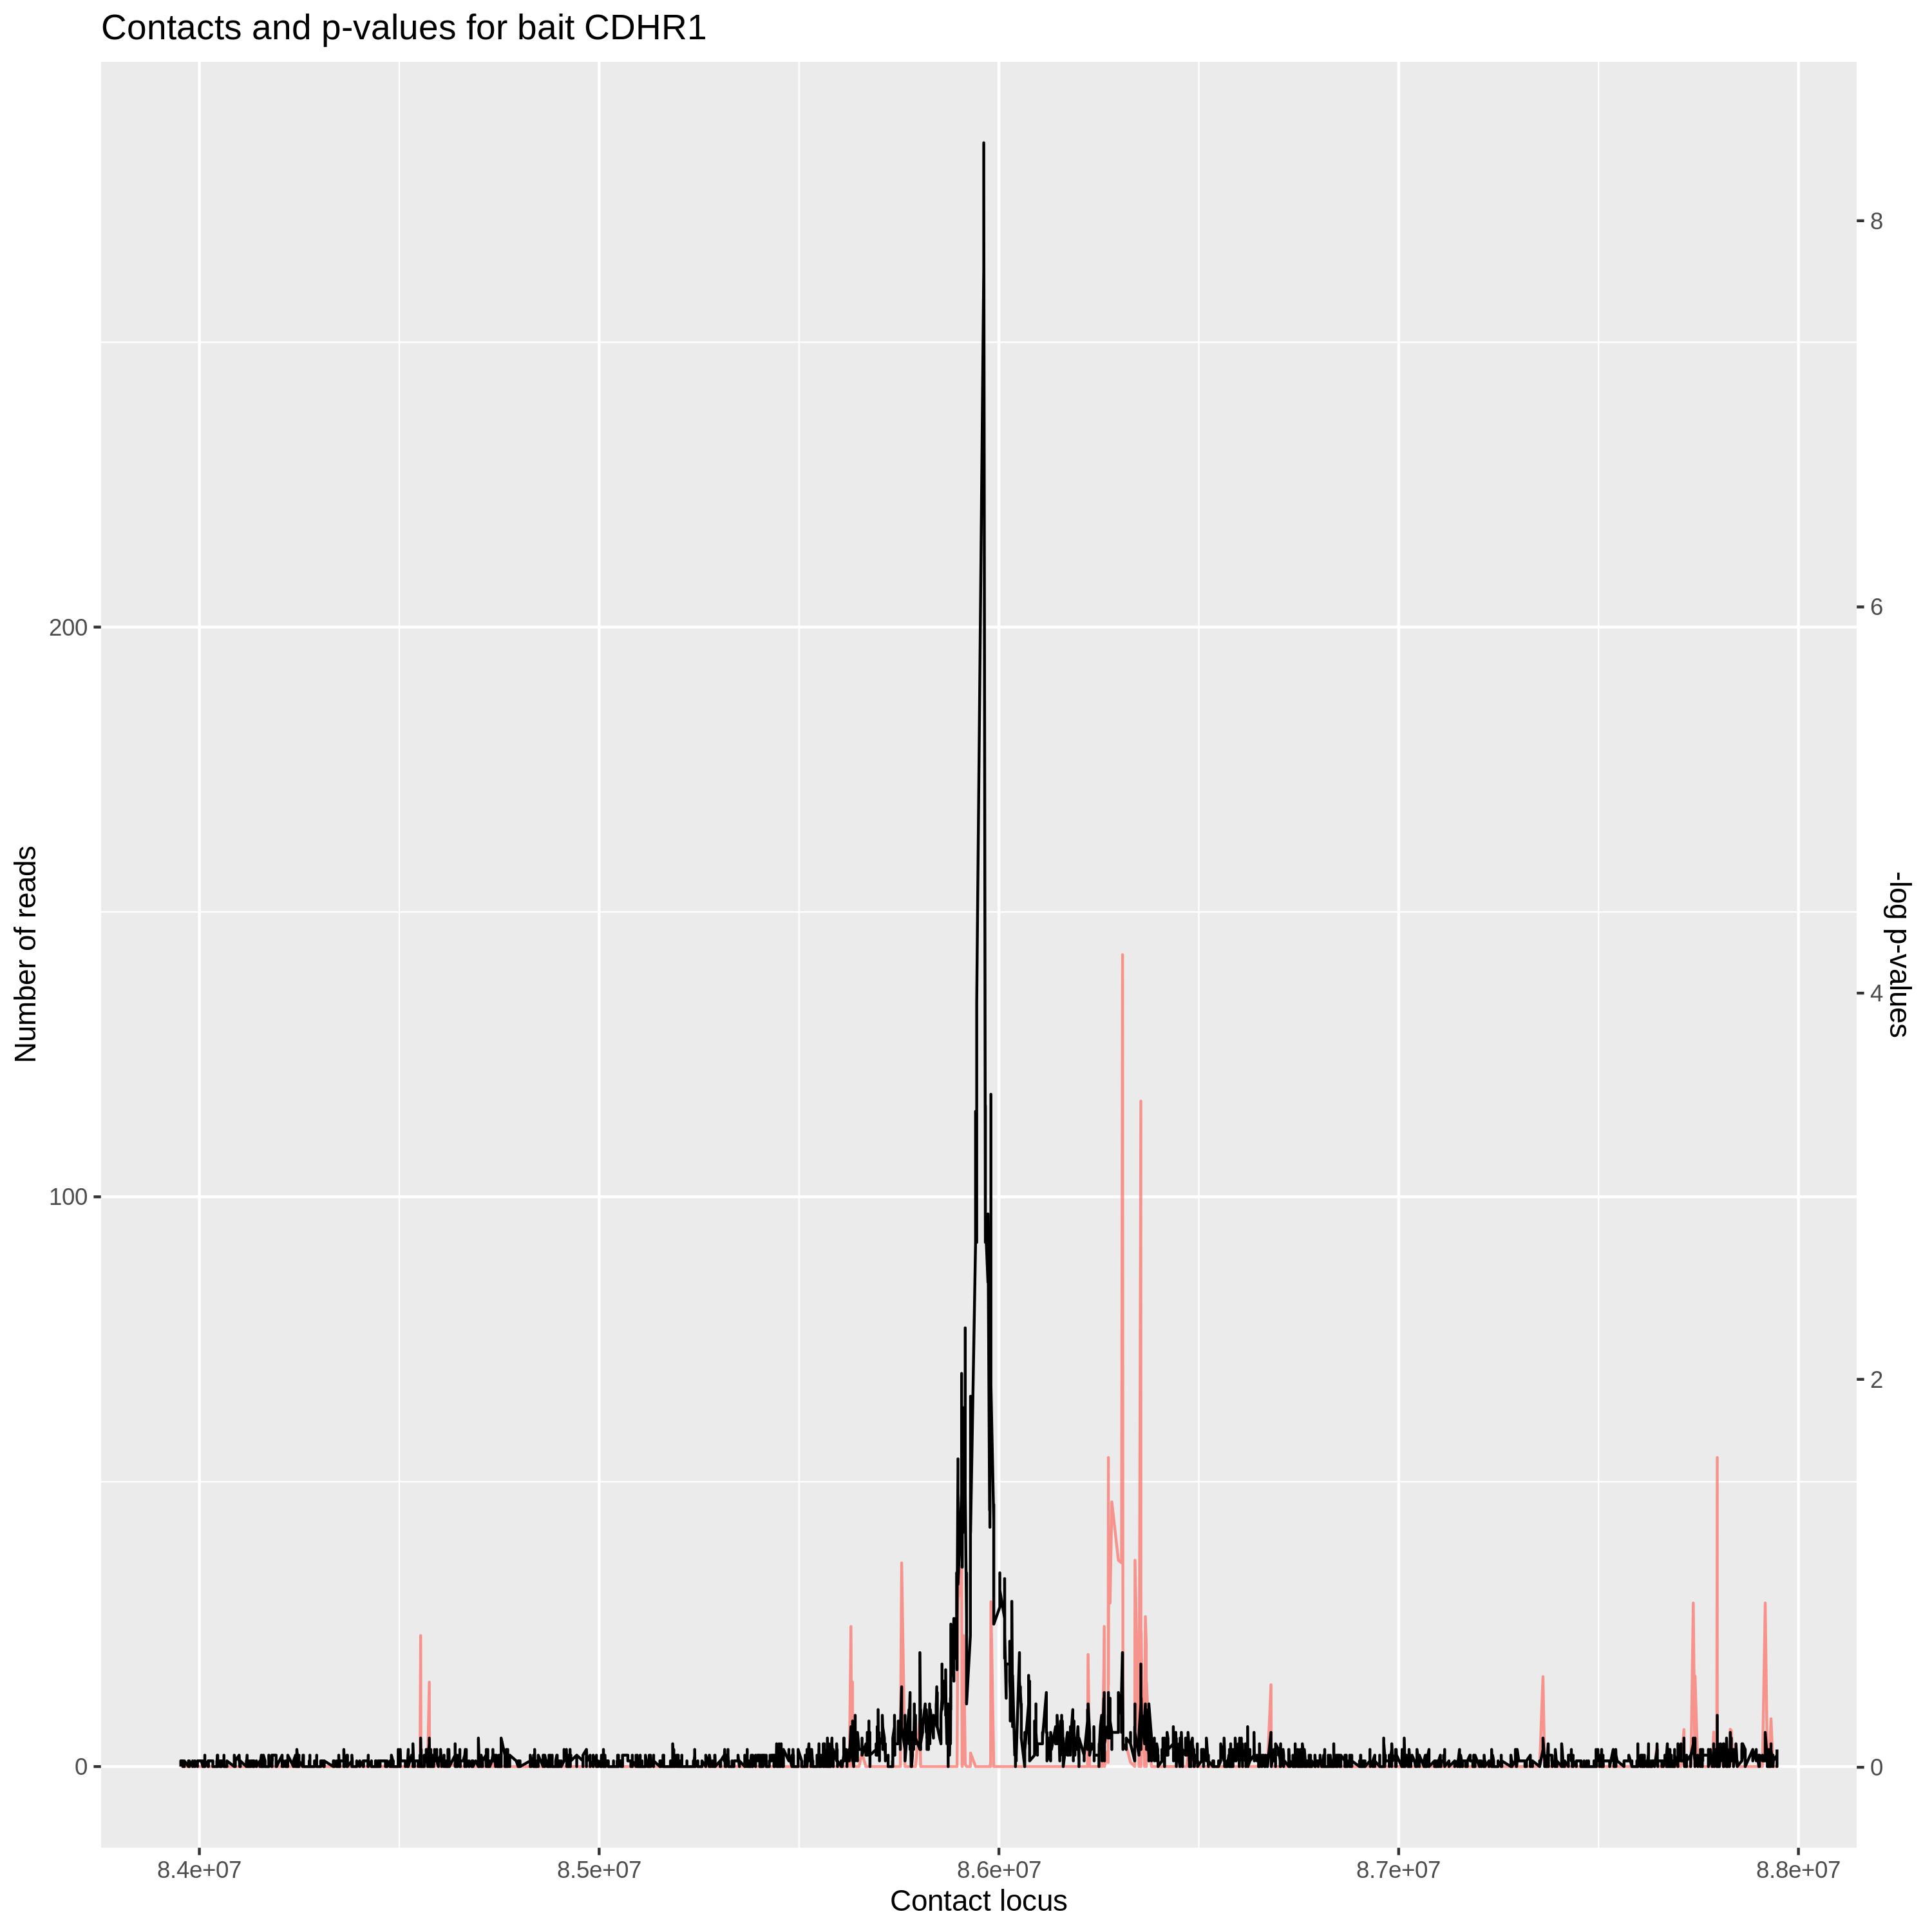 Contacts and p-values for bait CDHR1
Number of reads
200
100
0
8
6
4
2
0
-log p-values
8.4e+07
8.5e+07
8.6e+07
8.7e+07
8.8e+07
Contact locus